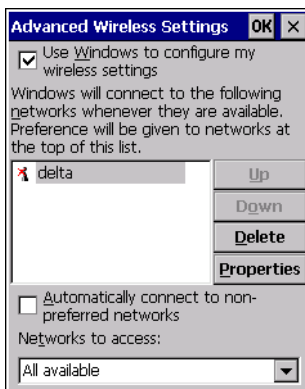 Advanced Wireless Settings OK ×
Use Windows to configure my
wireless settings
Windows will connect to the following
networks whenever they are available.
Preference will be given to networks at
the top of this list.
delta
Up
Down
Delete
Properties
Automatically connect to non-
preferred networks
Networks to access:
All available